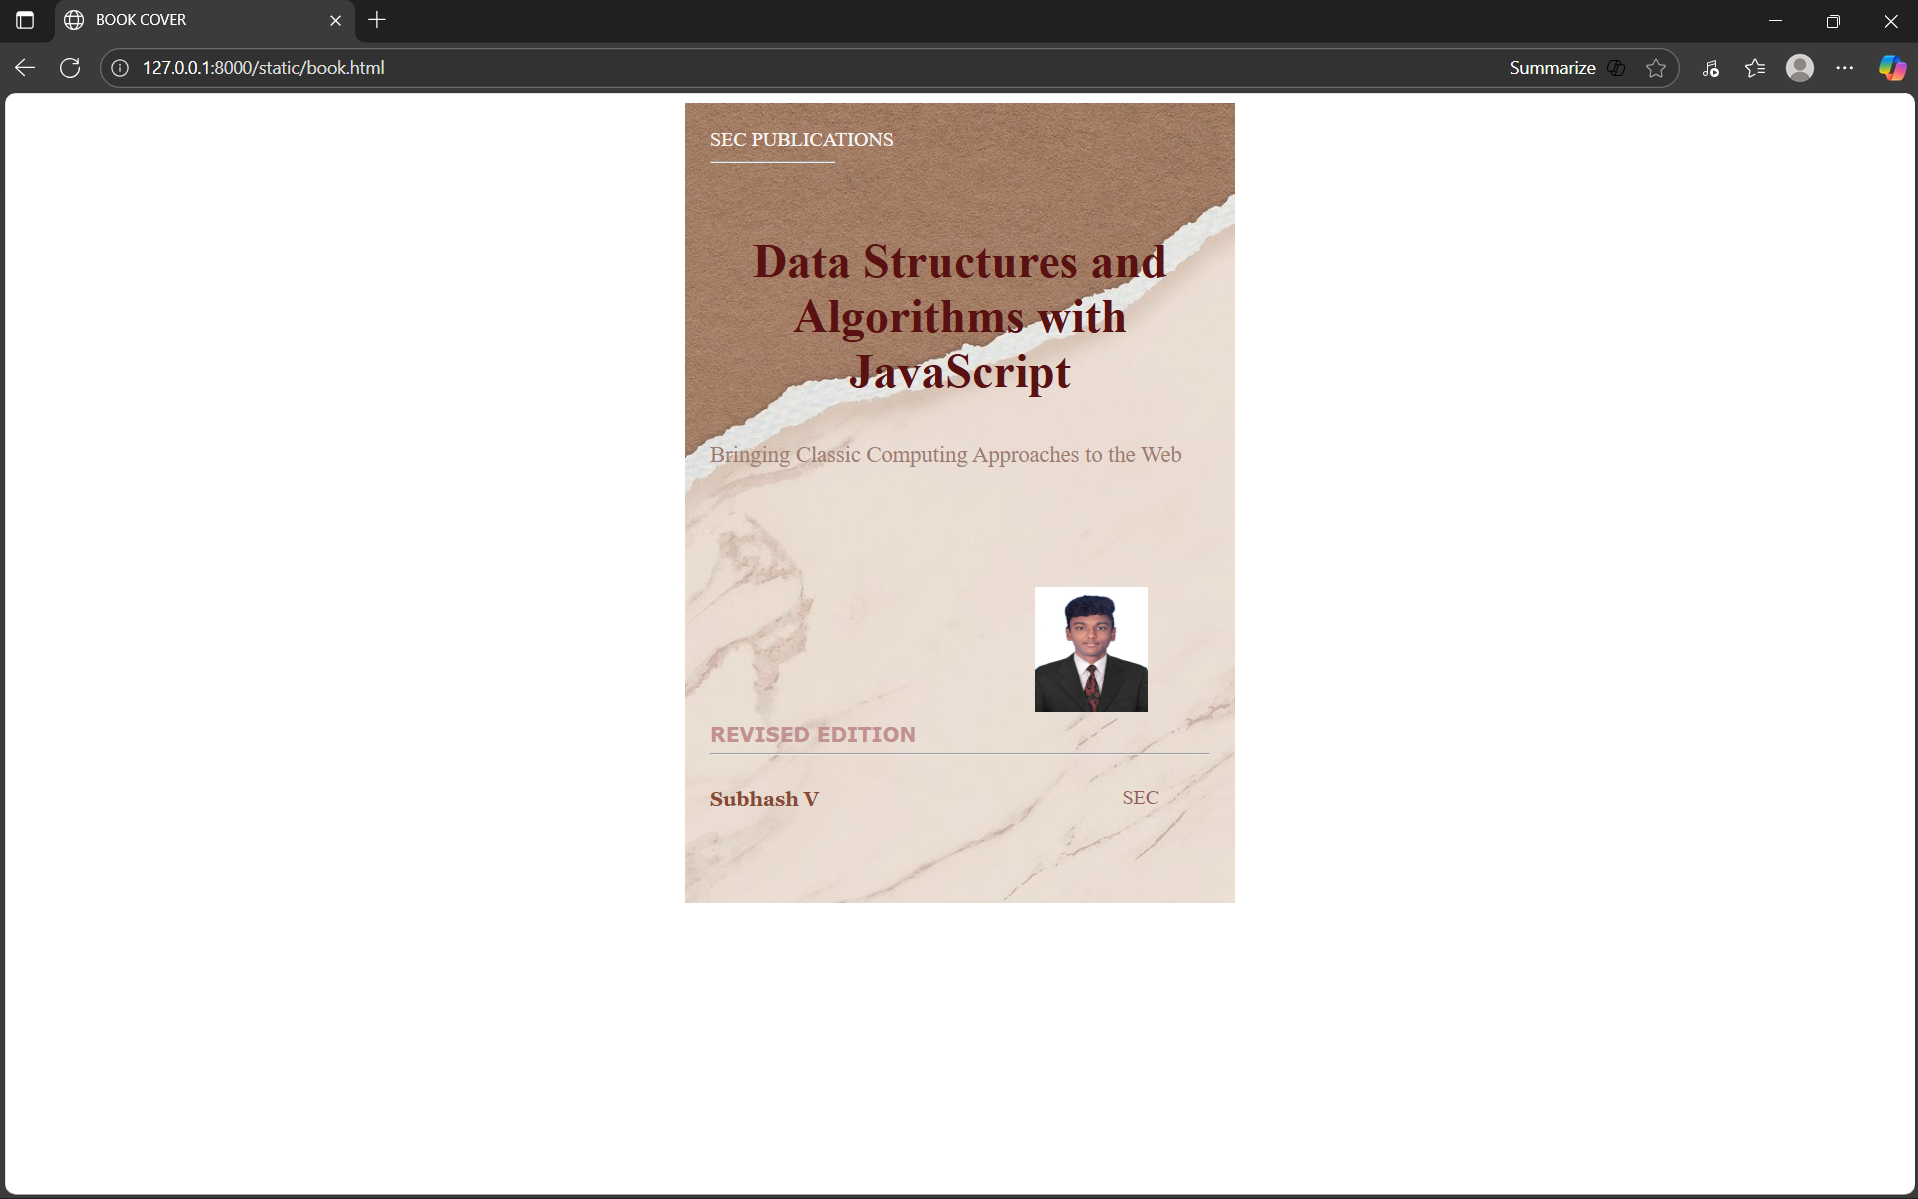 BOOK COVER
127.0.0.1:8000/static/book.html
Summarize
SEC PUBLICATIONS
Data Structures and
Algorithms with
JavaScript
Bringing Classic Computing Approaches to the Web
REVISED EDITION
Subhash V
SEC